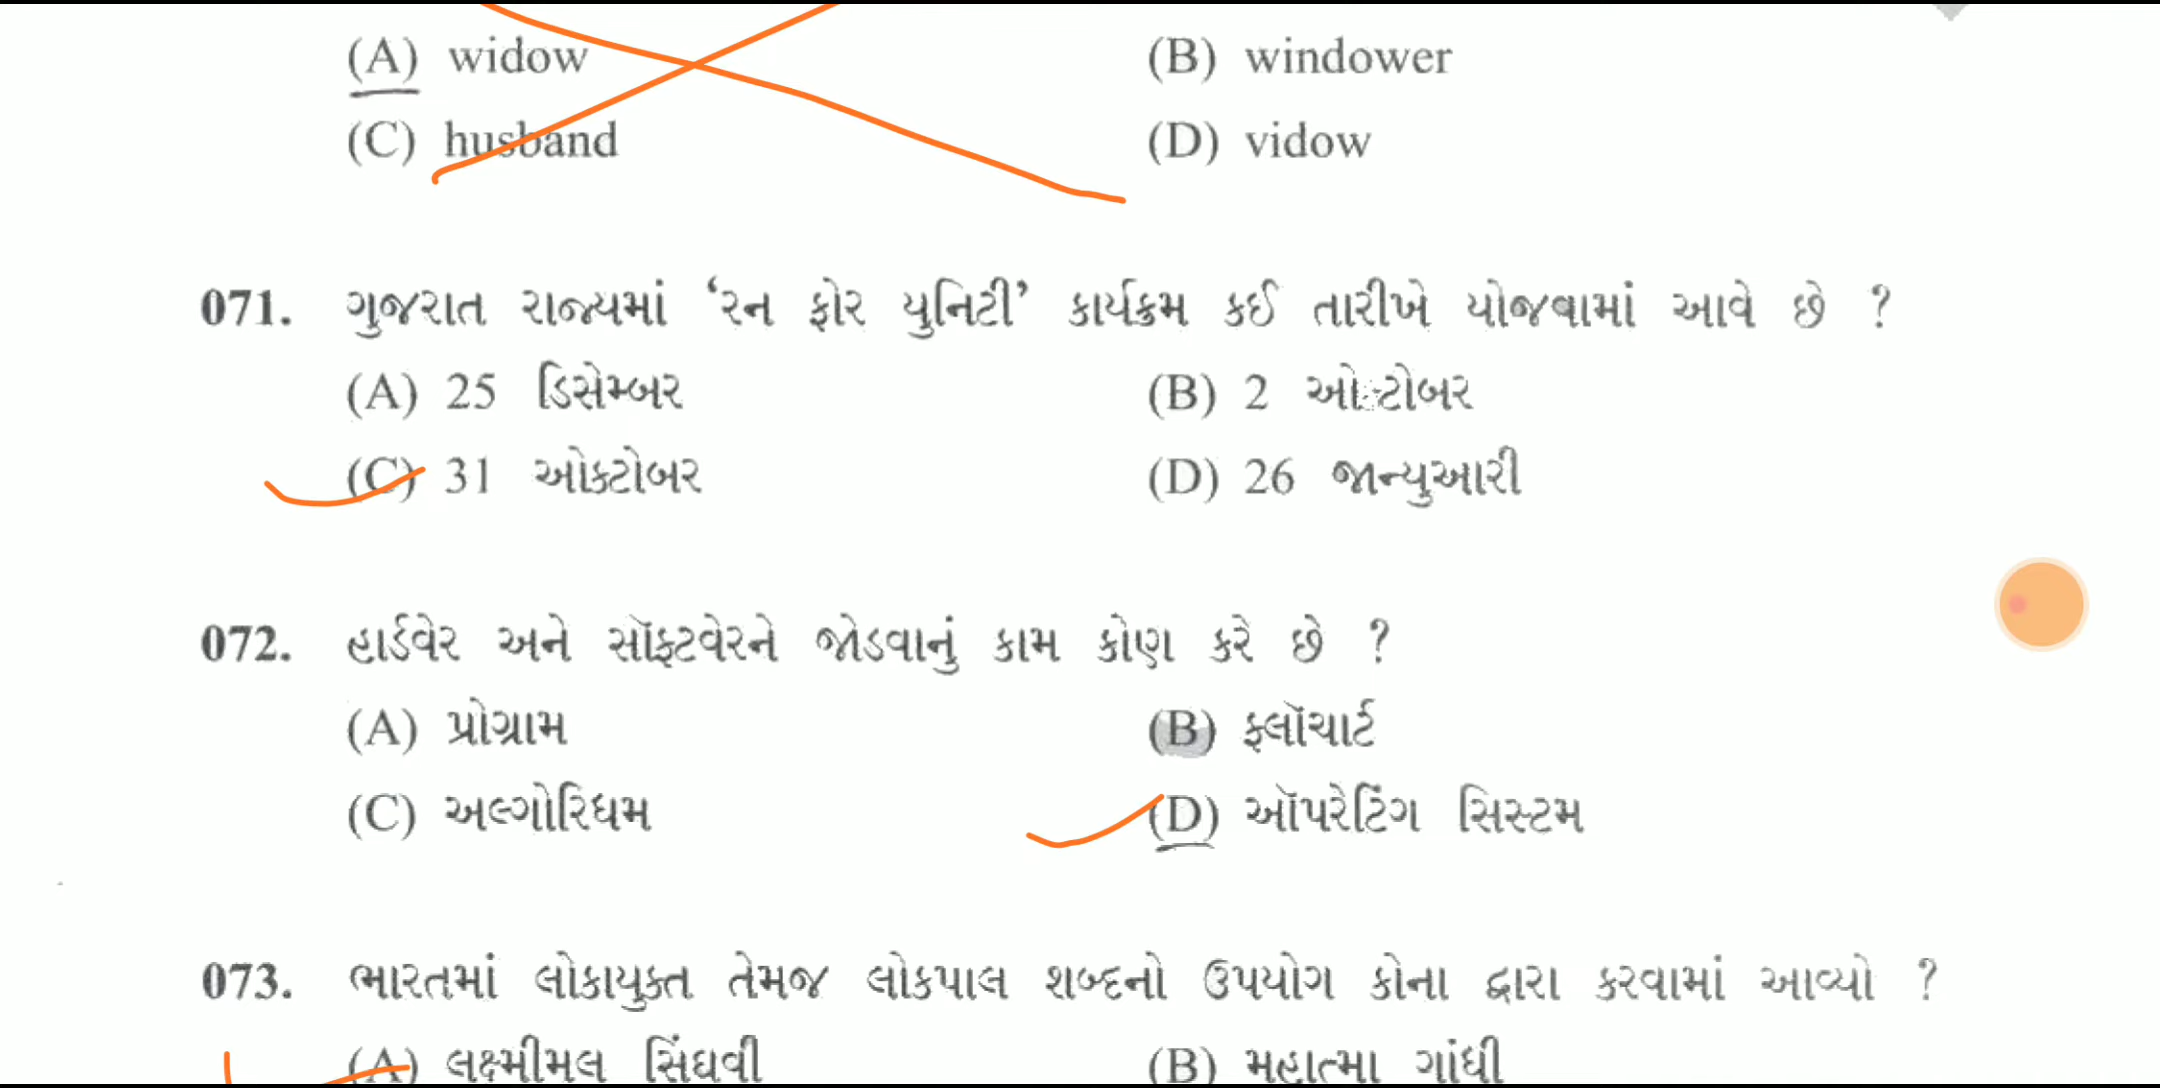 (A) widow (B) windower
(C) husband (D) vidow
071. ગુજરાત રાજ્યમાં ‘રન ફોર યુનિટી’ કાર્યક્રમ કઈ તારીખે યોજવામાં આવે છે ?
(A) 25 ડિસેમ્બર (B) 2 ઓક્ટોબર
(C) 31 ઓક્ટોબર (D) 26 જાન્યુઆરી
072. હાર્ડવેર અને સૉફ્ટવેરને જોડવાનું કામ કોણ કરે છે ?
(A) પ્રોગ્રામ (B) ફ્લૉચાર્ટ
(C) અલ્ગોરિધમ (D) ઑપરેટિંગ સિસ્ટમ
073. ભારતમાં લોકાયુક્ત તેમજ લોકપાલ શબ્દનો ઉપયોગ કોના દ્વારા કરવામાં આવ્યો ?
(A) લક્ષ્મીમલ સિંઘવી (B) મહાત્મા ગાંધી